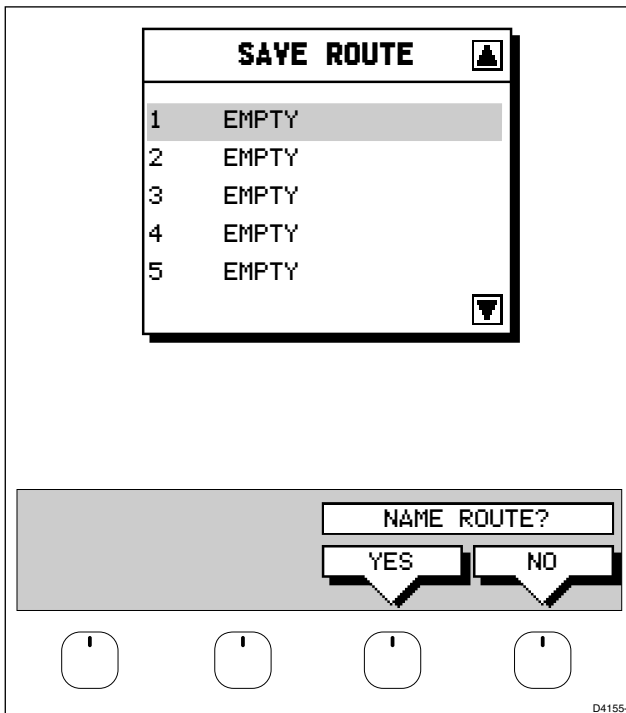 SAVE ROUTE
1 EMPTY
2 EMPTY
3 EMPTY
4 EMPTY
5 EMPTY
NAME ROUTE?
YES NO
D4155-